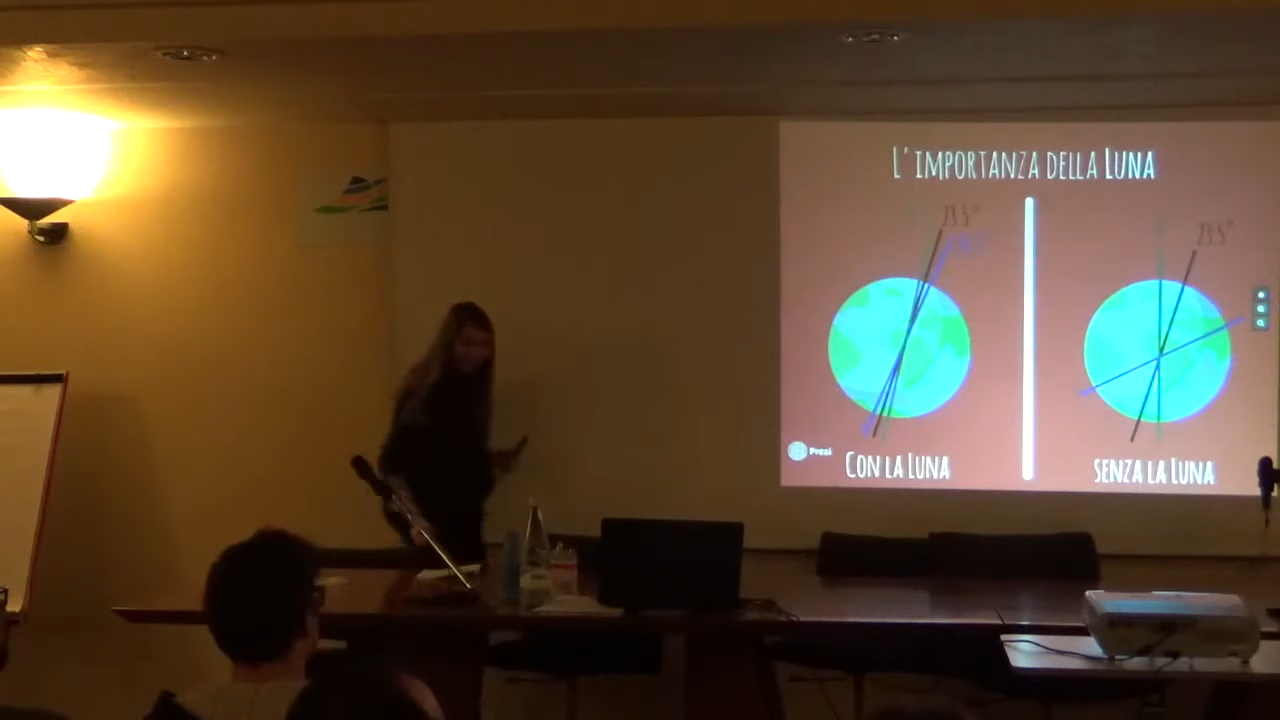 L'IMPORTANZA DELLA LUNA
23.5°
23.5°
Prezi
CON LA LUNA
SENZA LA LUNA